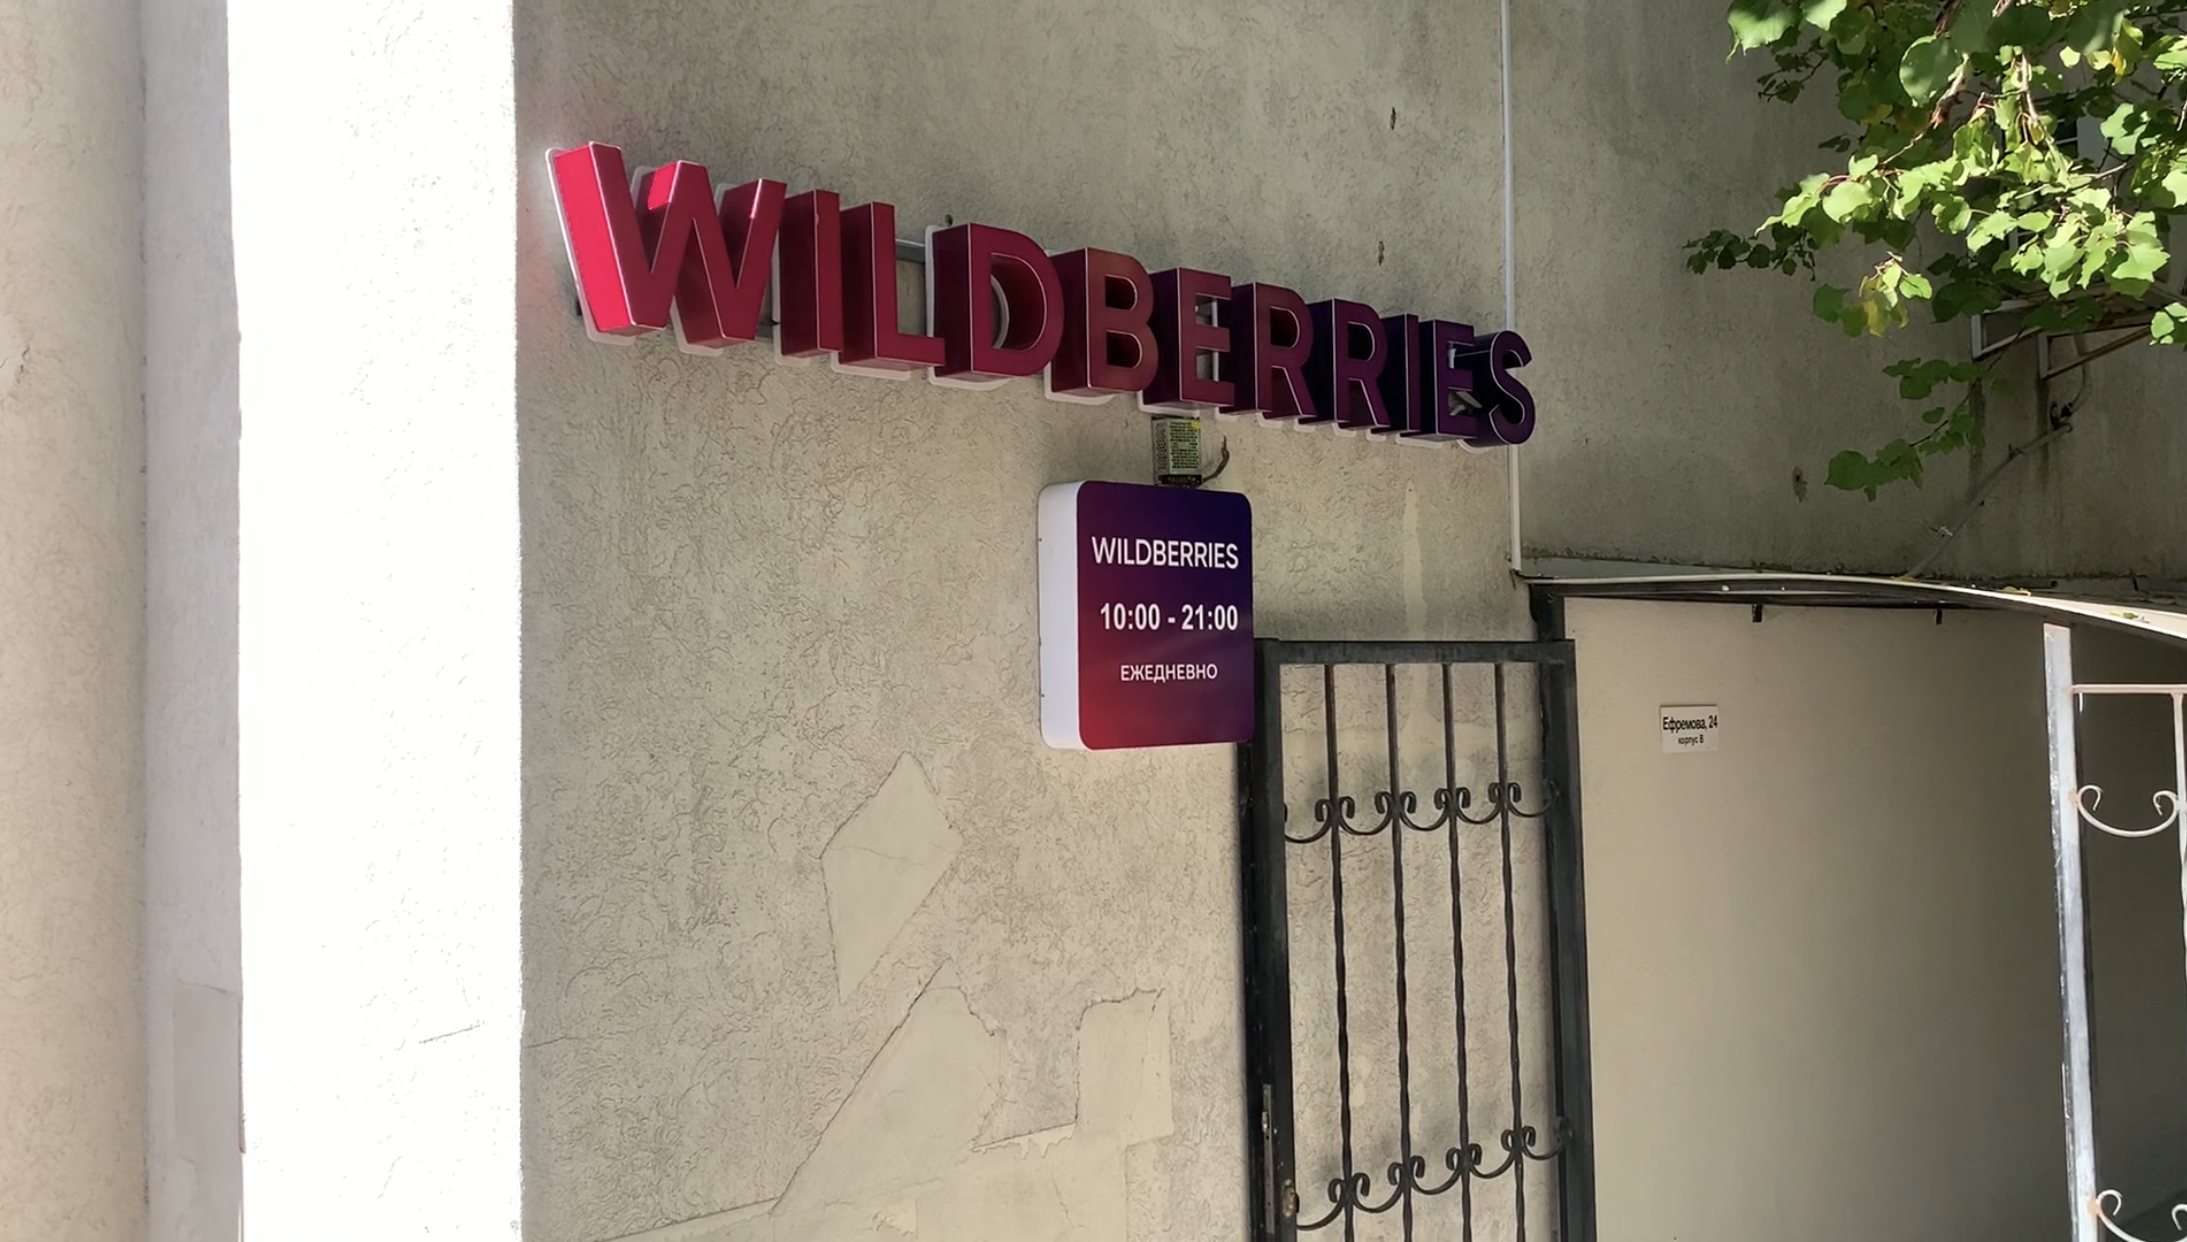 WILDBERRIES
WILDBERRIES
10:00 - 21:00
ЕЖЕДНЕВНО
Ефремова, 24
корпус В